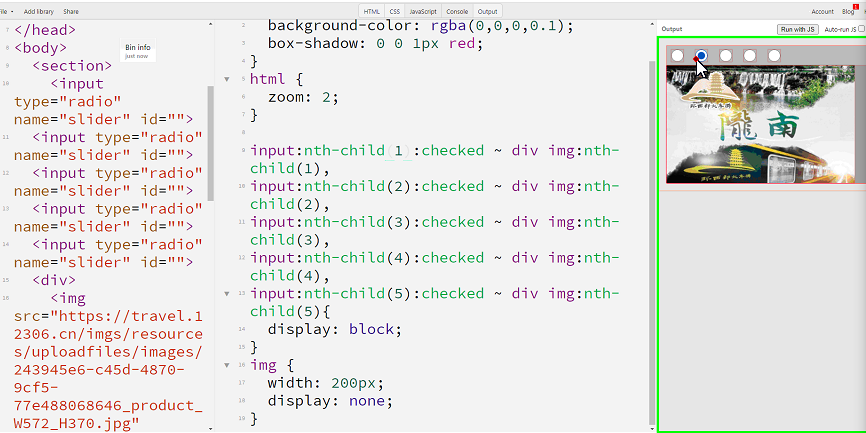 File
Add library
Share
HTML
CSS
JavaScript
Console
Output
Account
Blog
1
7 </head>
8 <body>
Bin info
just now
9 <section>
10 <input
type="radio"
name="slider" id="">
11 <input type="radio"
name="slider" id="">
12 <input type="radio"
name="slider" id="">
13 <input type="radio"
name="slider" id="">
14 <input type="radio"
name="slider" id="">
15 <div>
16 <img
src="https://travel.1
2306.cn/imgs/resource
s/uploadfiles/images/
243945e6-c45d-4870-
9cf5-
77e488068646_product_
W572_H370.jpg"
2 background-color: rgba(0,0,0,0.1);
3 box-shadow: 0 0 1px red;
4 }
5 html {
6 zoom: 2;
7 }
8
9 input:nth-child(1):checked ~ div img:nth-
child(1),
10 input:nth-child(2):checked ~ div img:nth-
child(2),
11 input:nth-child(3):checked ~ div img:nth-
child(3),
12 input:nth-child(4):checked ~ div img:nth-
child(4),
13 input:nth-child(5):checked ~ div img:nth-
child(5){
14 display: block;
15 }
16 img {
17 width: 200px;
18 display: none;
19 }
Output
Run with JS
Auto-run JS
隴南